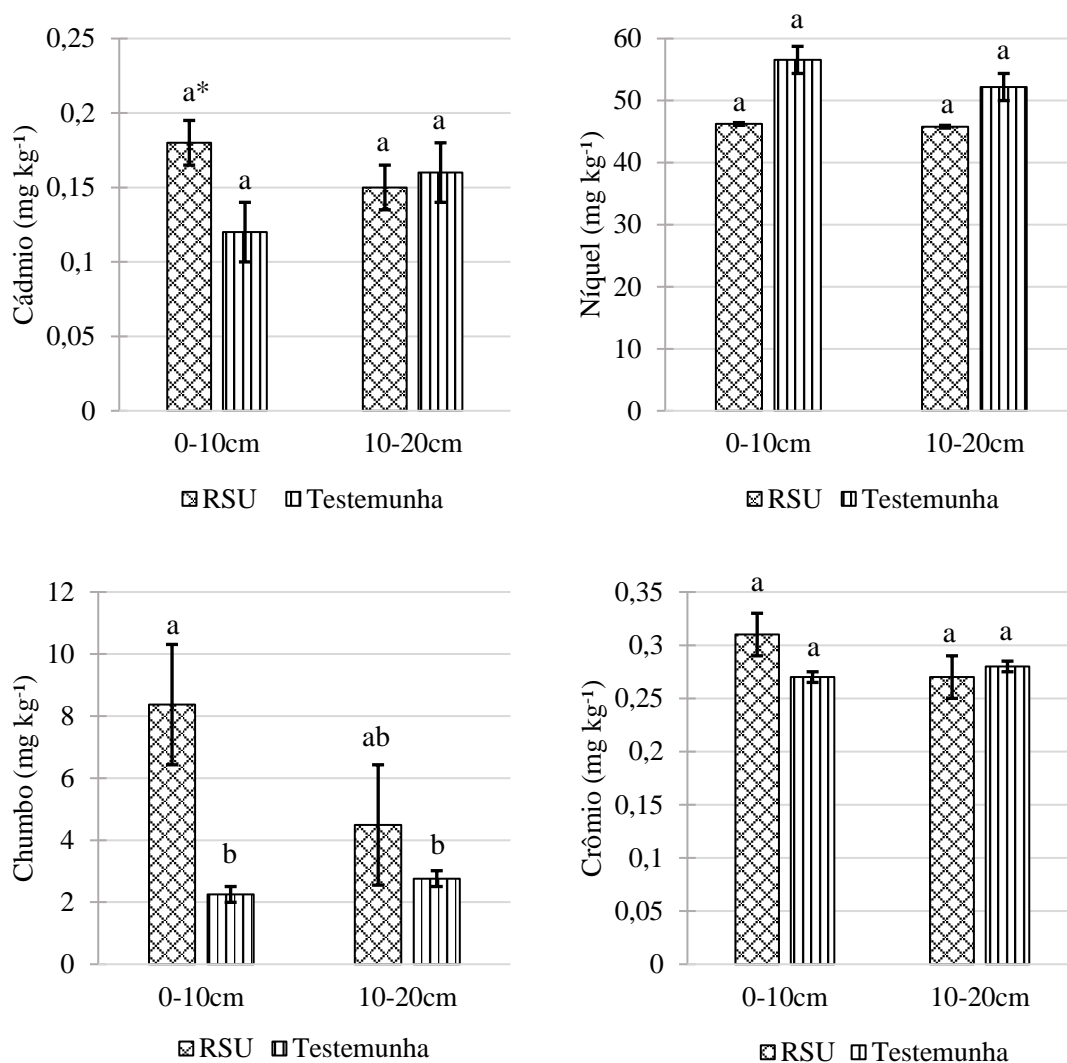 Cádmio (mg kg⁻¹)
0,25
0,2
0,15
0,1
0,05
0
a*
a
a
a
0-10cm
10-20cm
RSU
Testemunha
Níquel (mg kg⁻¹)
60
50
40
30
20
10
0
a
a
a
a
0-10cm
10-20cm
RSU
Testemunha
Chumbo (mg kg⁻¹)
12
10
8
6
4
2
0
a
b
ab
b
0-10cm
10-20cm
RSU
Testemunha
Crômio (mg kg⁻¹)
0,35
0,3
0,25
0,2
0,15
0,1
0,05
0
a
a
a
a
0-10cm
10-20cm
RSU
Testemunha